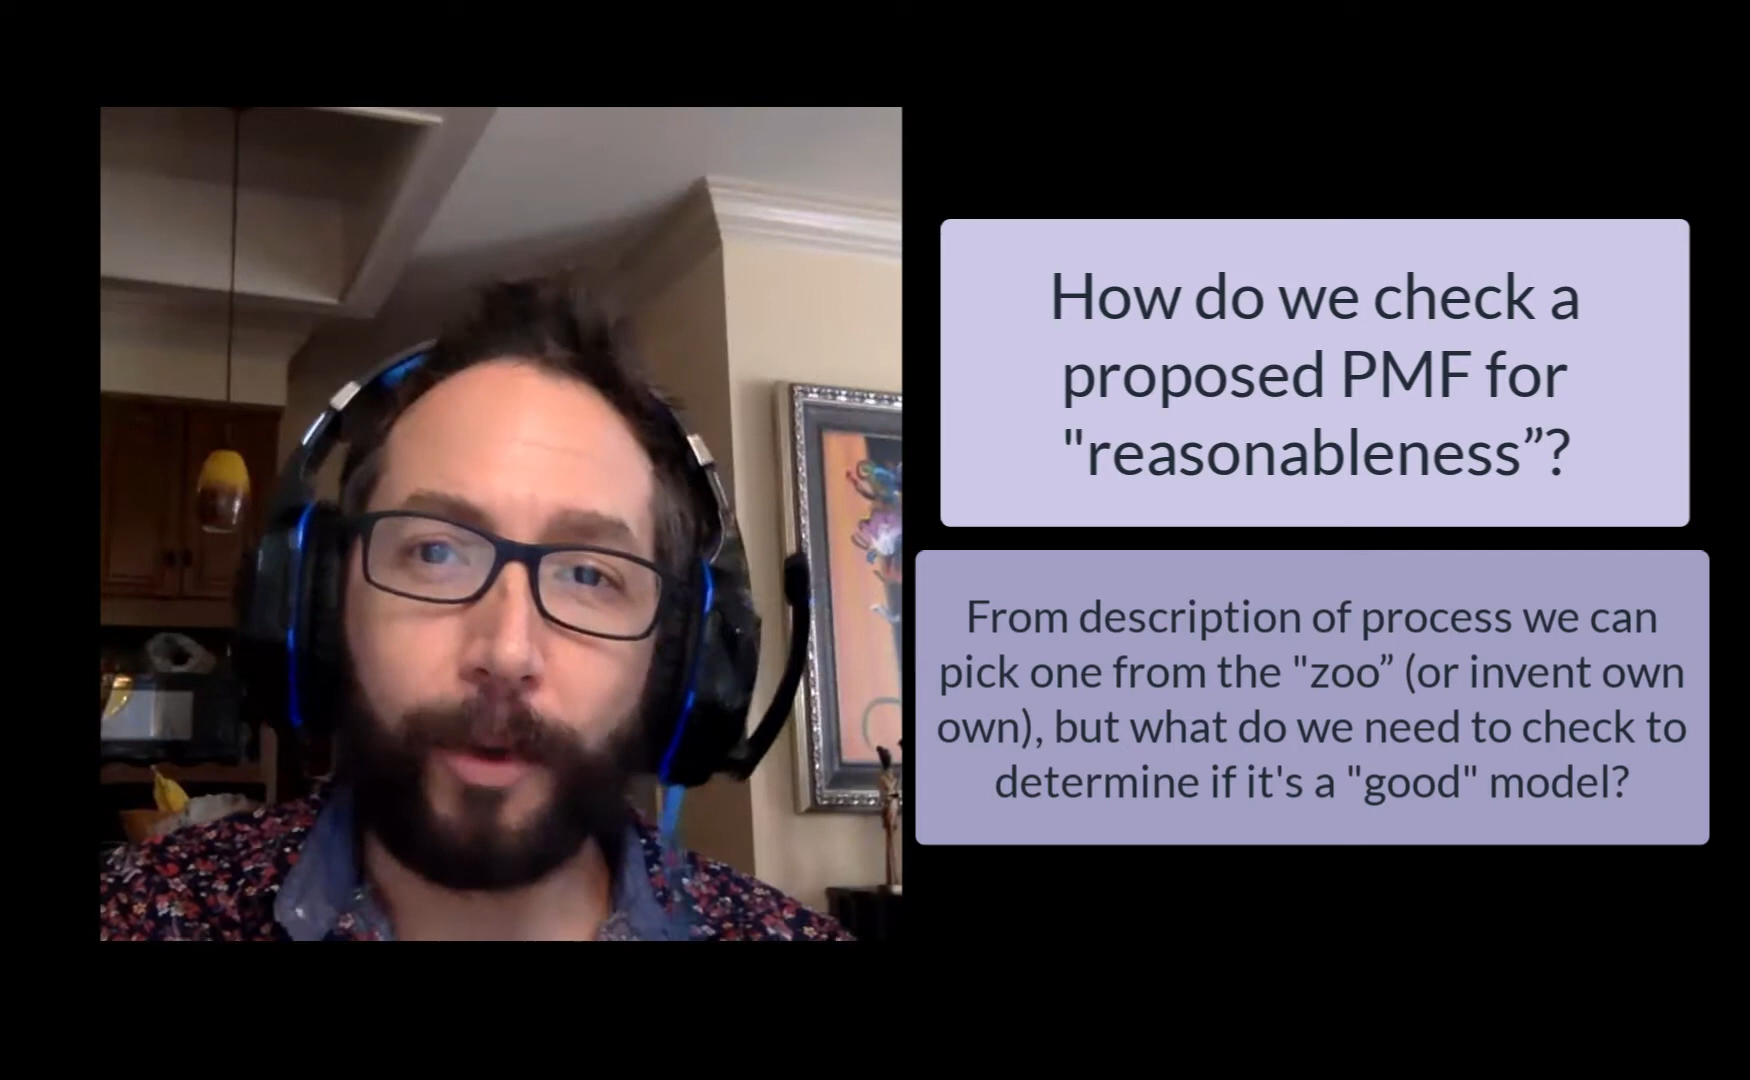 How do we check a
proposed PMF for
"reasonableness”?
From description of process we can
pick one from the "zoo” (or invent own
own), but what do we need to check to
determine if it's a "good" model?